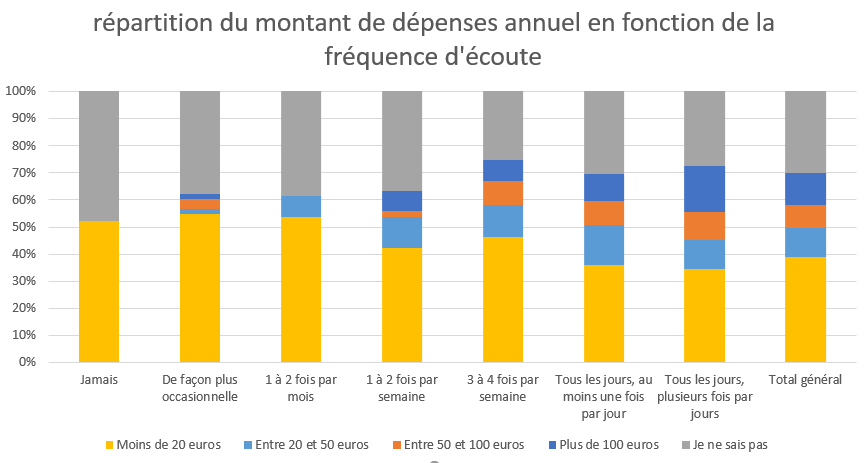 répartition du montant de dépenses annuel en fonction de la
fréquence d'écoute
100%
90%
80%
70%
60%
50%
40%
30%
20%
10%
0%
Jamais
De façon plus
occasionnelle
1 à 2 fois par
mois
1 à 2 fois par
semaine
3 à 4 fois par
semaine
Tous les jours, au
moins une fois
par jour
Tous les jours,
plusieurs fois par
jours
Total général
Moins de 20 euros
Entre 20 et 50 euros
Entre 50 et 100 euros
Plus de 100 euros
Je ne sais pas